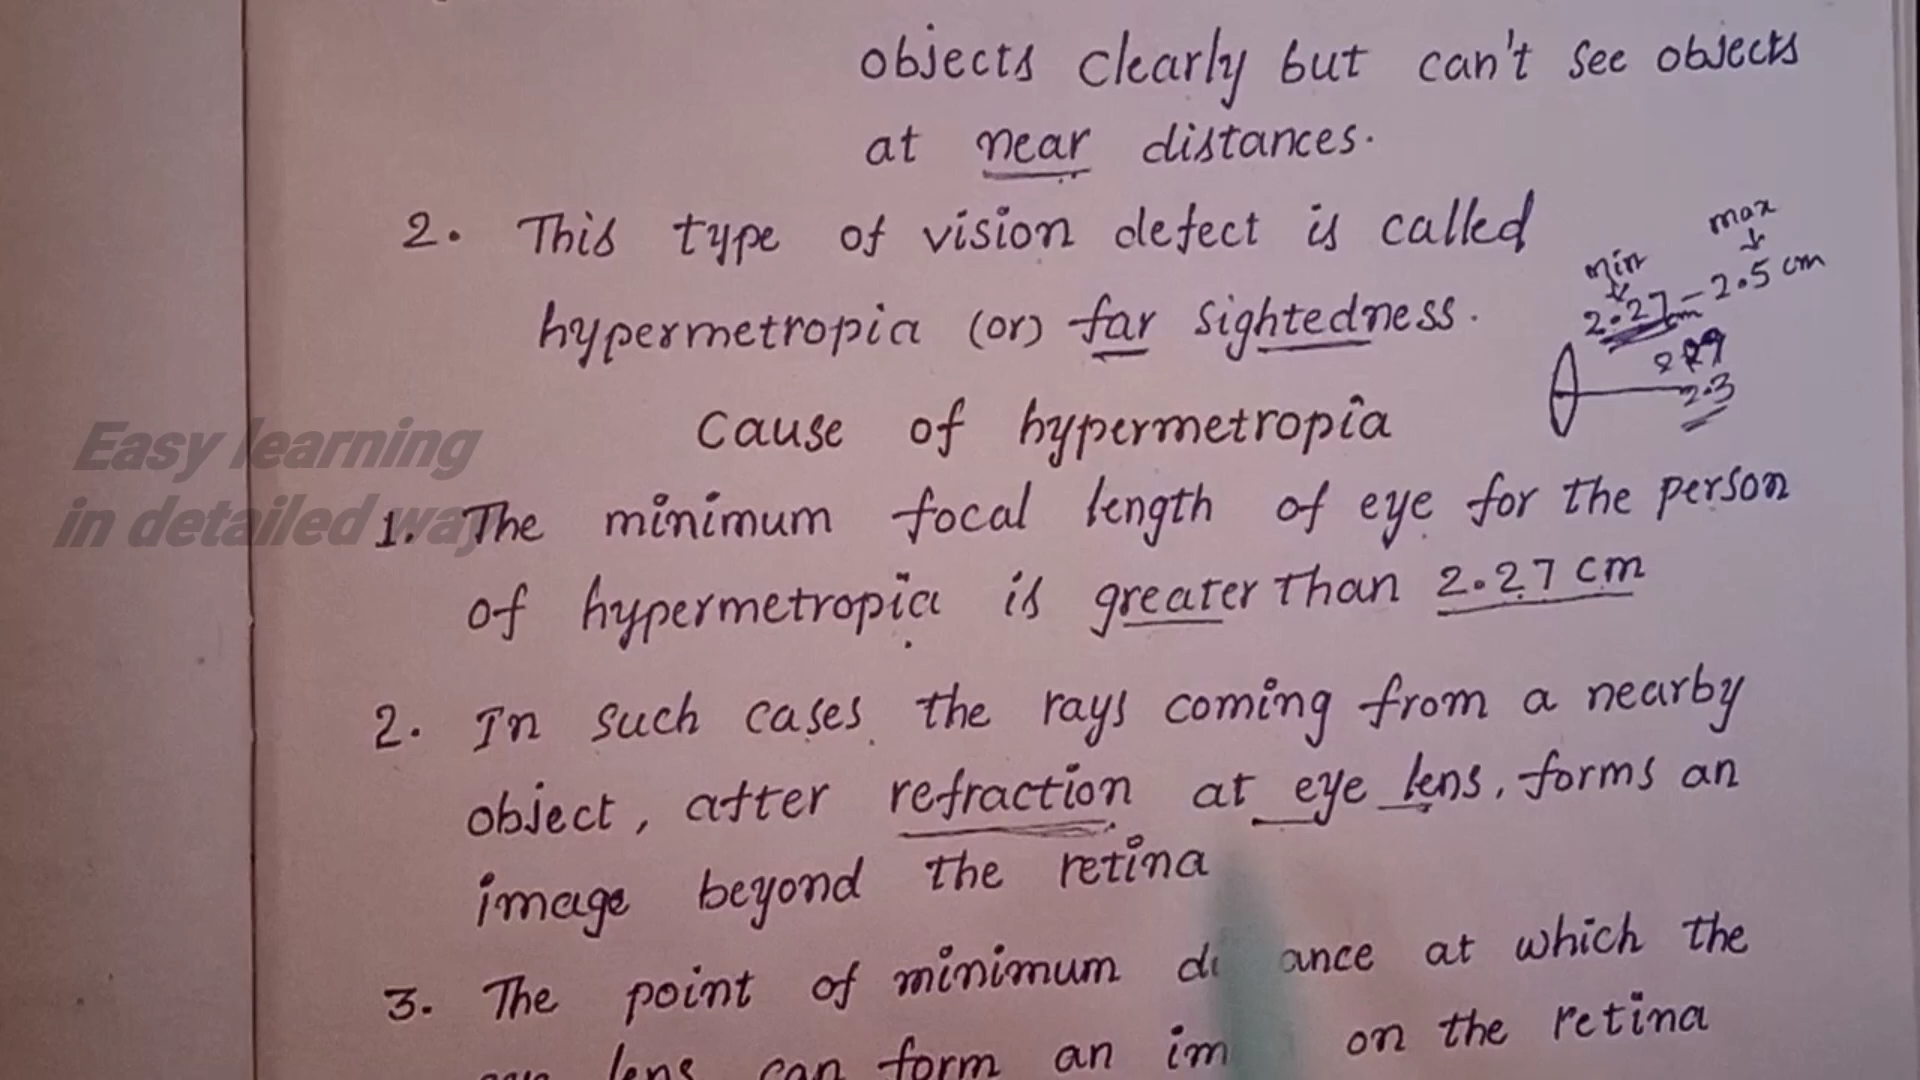 objects clearly but can't see objects
at near distances.
2. This type of vision defect is called
hypermetropia (or) far sightedness.
max
min
2.27 cm - 2.5 cm
2.3
Cause of hypermetropia
Easy learning
in detailed way
1. The minimum focal length of eye for the person
of hypermetropia is greater than 2.27 cm
2. In such cases the rays coming from a nearby
object, after refraction at eye lens, forms an
image beyond the retina
3. The point of minimum at which the
lens can form an on the retina